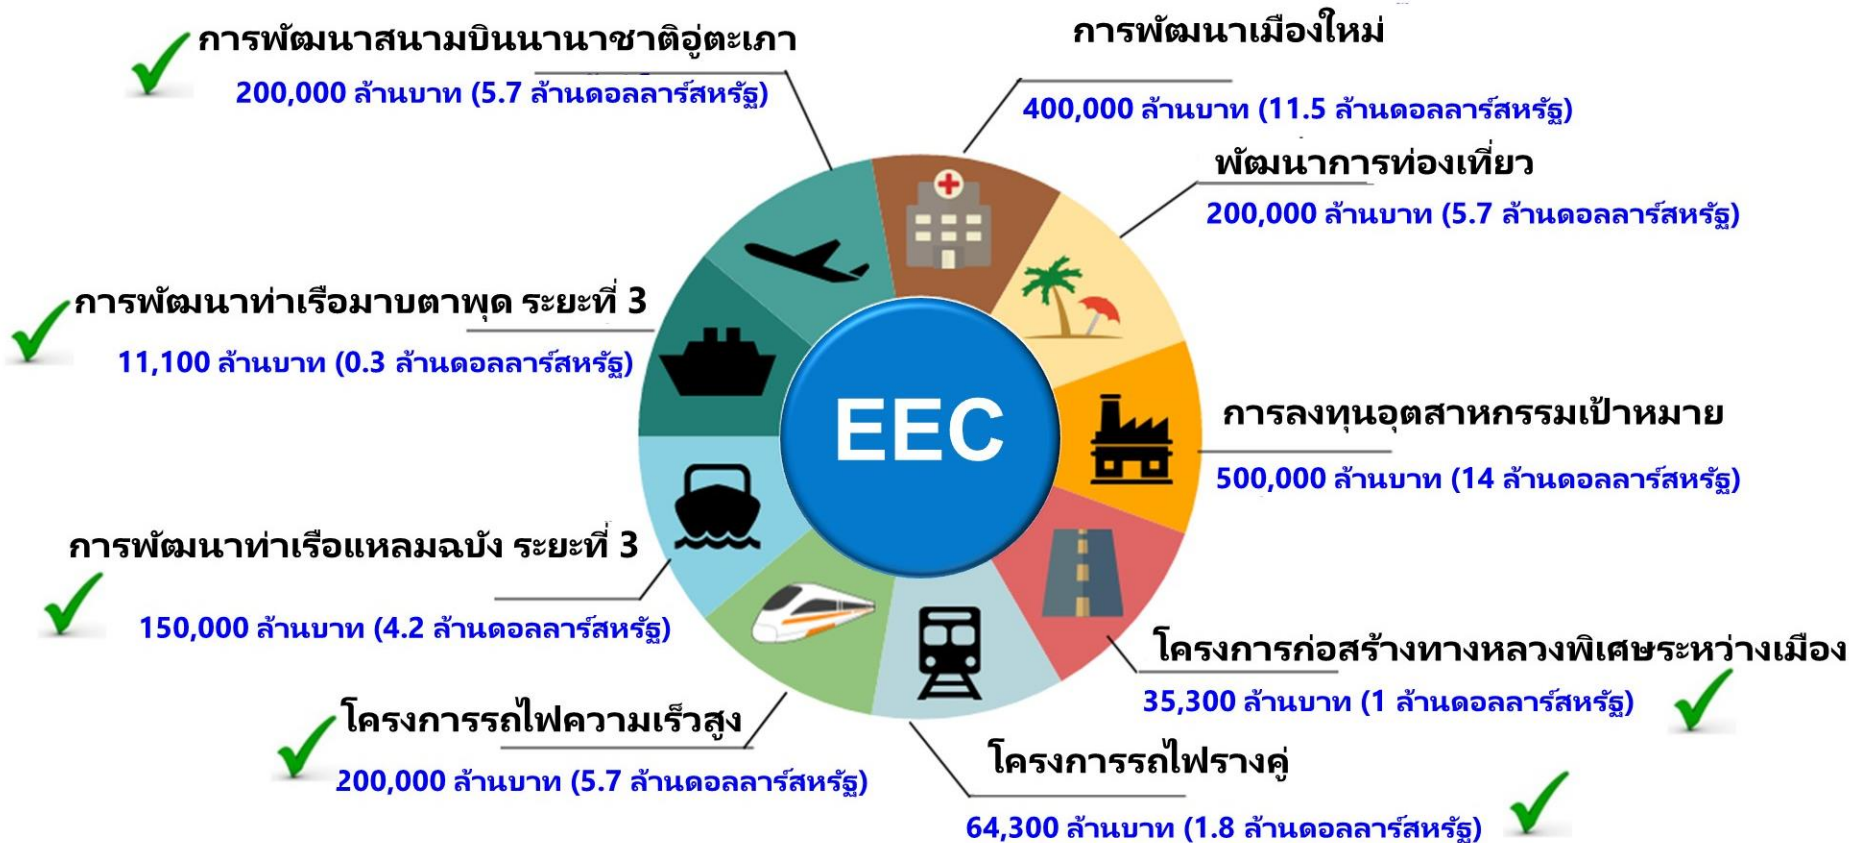 การพัฒนาสนามบินนานาชาติอู่ตะเภา
200,000 ล้านบาท (5.7 ล้านดอลลาร์สหรัฐ)
การพัฒนาเมืองใหม่
400,000 ล้านบาท (11.5 ล้านดอลลาร์สหรัฐ)
พัฒนาการท่องเที่ยว
200,000 ล้านบาท (5.7 ล้านดอลลาร์สหรัฐ)
การพัฒนาท่าเรือมาบตาพุด ระยะที่ 3
11,100 ล้านบาท (0.3 ล้านดอลลาร์สหรัฐ)
EEC
การลงทุนอุตสาหกรรมเป้าหมาย
500,000 ล้านบาท (14 ล้านดอลลาร์สหรัฐ)
การพัฒนาท่าเรือแหลมฉบัง ระยะที่ 3
150,000 ล้านบาท (4.2 ล้านดอลลาร์สหรัฐ)
โครงการก่อสร้างทางหลวงพิเศษระหว่างเมือง
35,300 ล้านบาท (1 ล้านดอลลาร์สหรัฐ)
โครงการรถไฟความเร็วสูง
200,000 ล้านบาท (5.7 ล้านดอลลาร์สหรัฐ)
โครงการรถไฟรางคู่
64,300 ล้านบาท (1.8 ล้านดอลลาร์สหรัฐ)